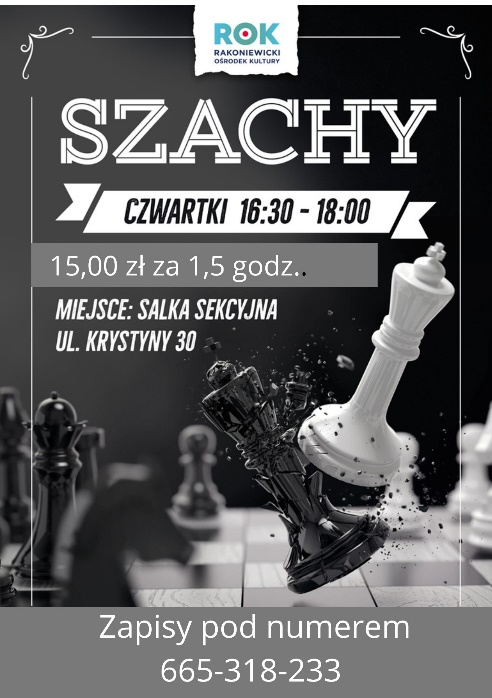 ROK
RAKONIEWICKI
OŚRODEK KULTURY
SZACHY
CZWARTKI 16:30 - 18:00
15,00 zł za 1,5 godz..
MIEJSCE: SALKA SEKCYJNA
UL. KRYSTYNY 30
Zapisy pod numerem
665-318-233